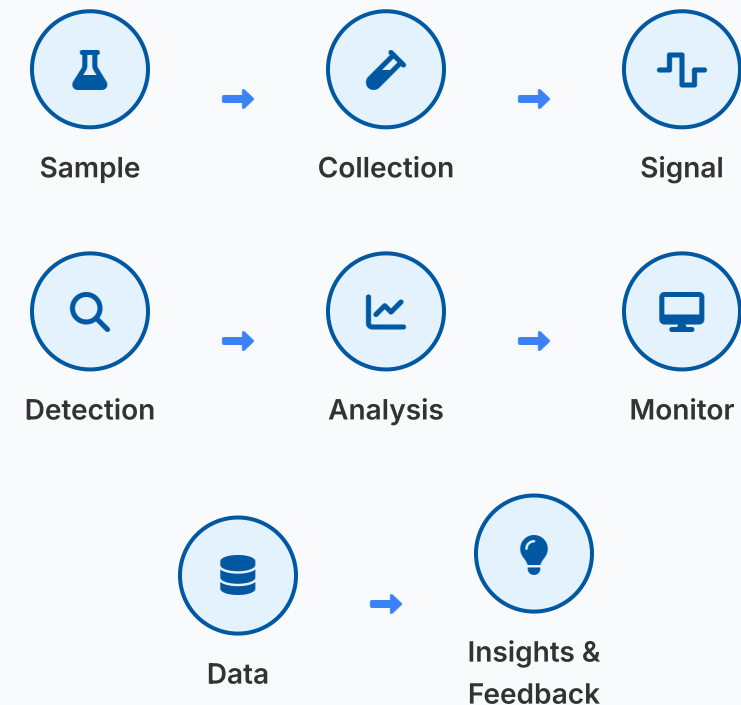 Sample
Collection
Signal
Detection
Analysis
Monitor
Data
Insights &
Feedback